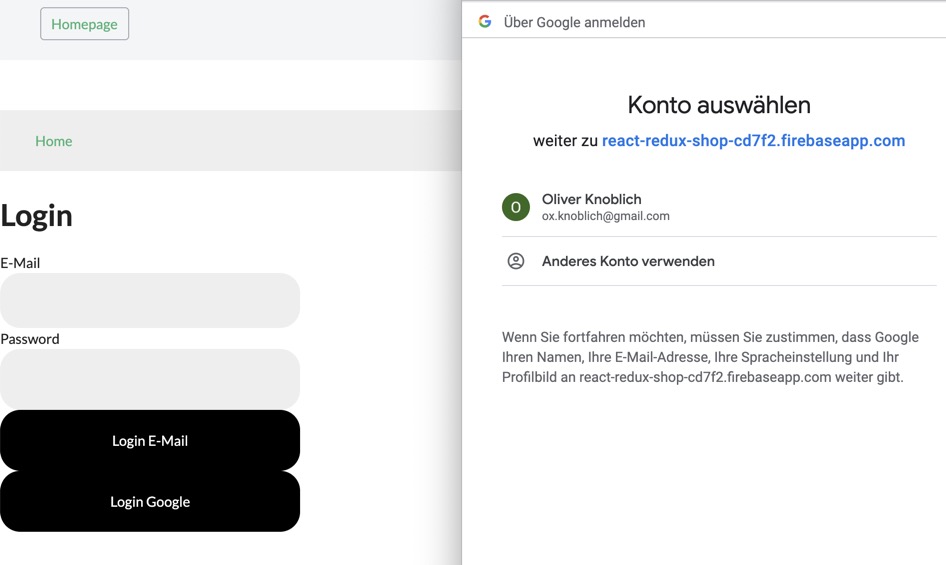 Homepage
Home
Login
E-Mail
Password
Login E-Mail
Login Google
Über Google anmelden
Konto auswählen
weiter zu react-redux-shop-cd7f2.firebaseapp.com
O
Oliver Knoblich
ox.knoblich@gmail.com
Anderes Konto verwenden
Wenn Sie fortfahren möchten, müssen Sie zustimmen, dass Google
Ihren Namen, Ihre E-Mail-Adresse, Ihre Spracheinstellung und Ihr
Profilbild an react-redux-shop-cd7f2.firebaseapp.com weiter gibt.